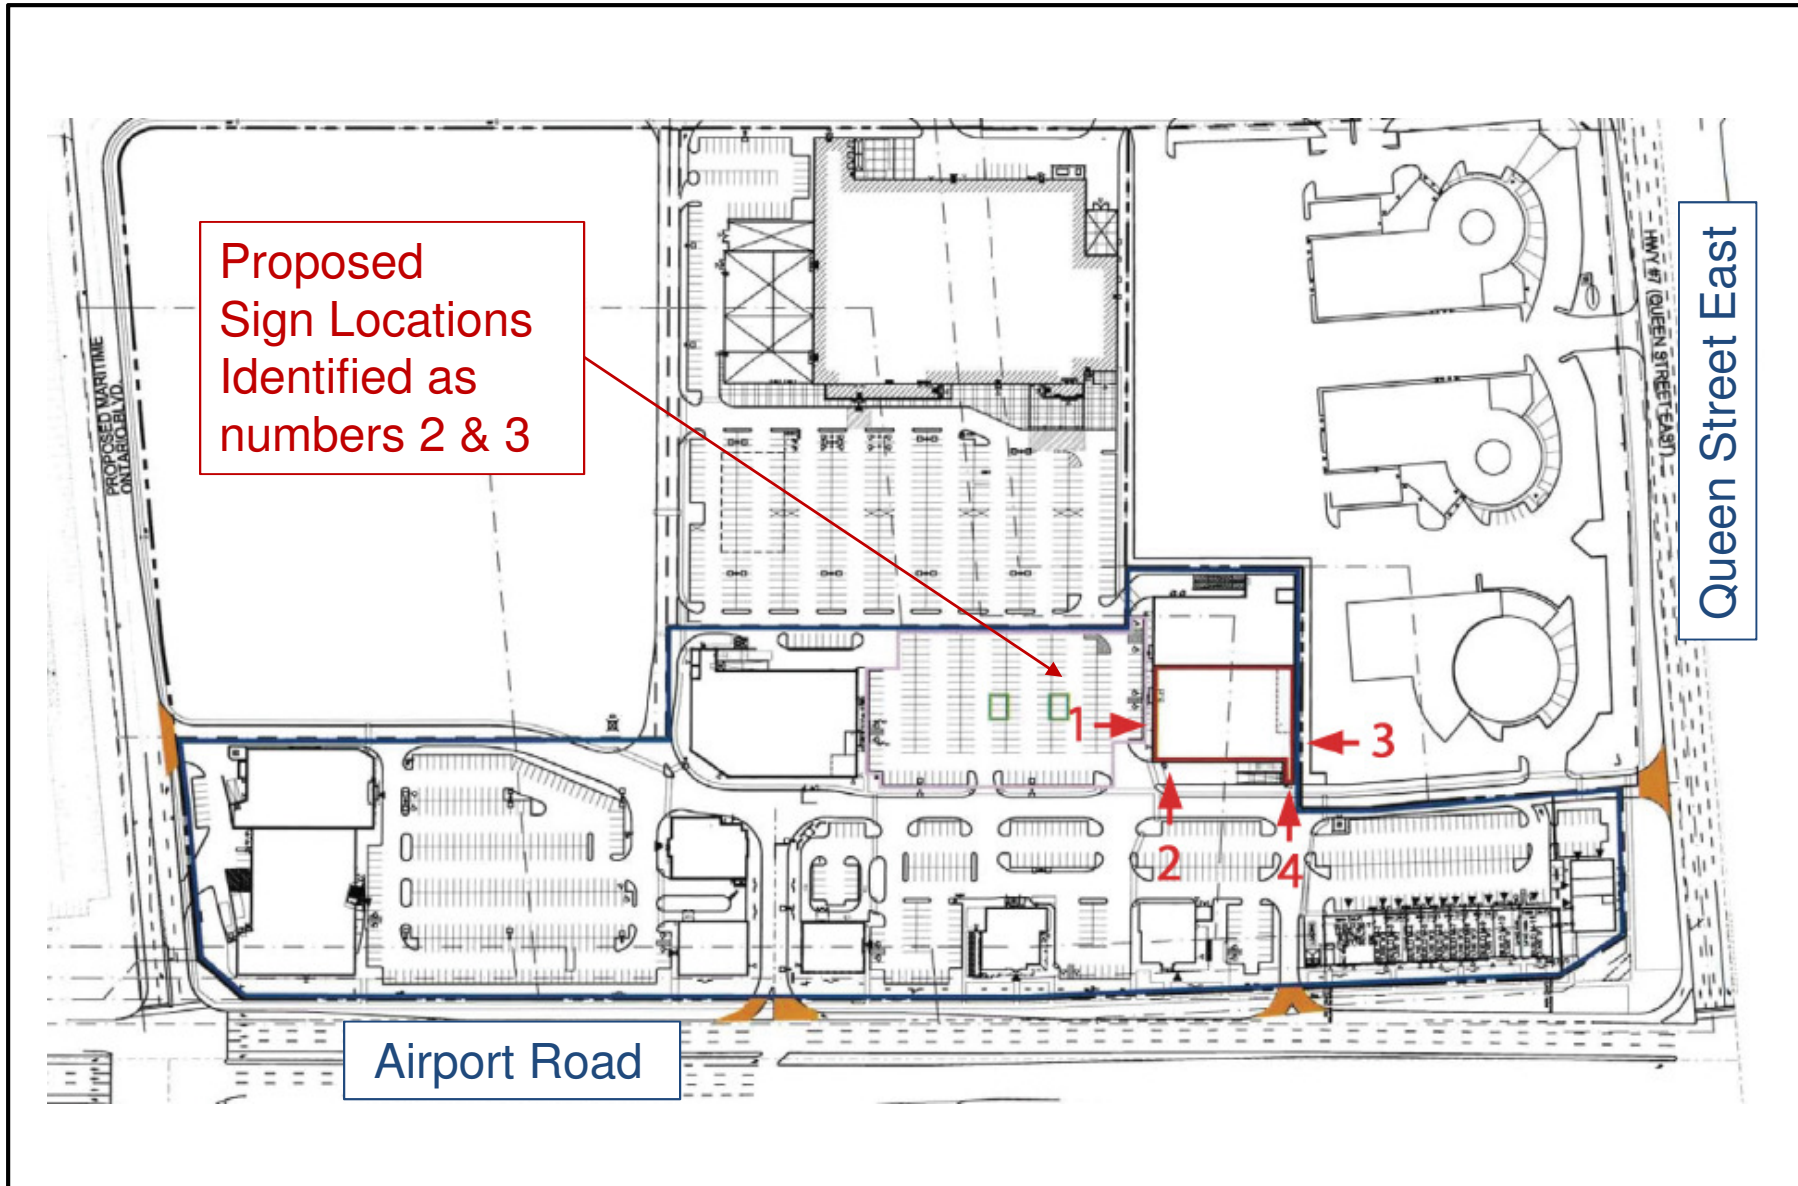 Proposed
Sign Locations
Identified as
numbers 2 & 3
PROPOSED MARITIME
ONTARIO BLVD.
HWY #7 (QUEEN STREET EAST)
Queen Street East
1
2
3
4
Airport Road